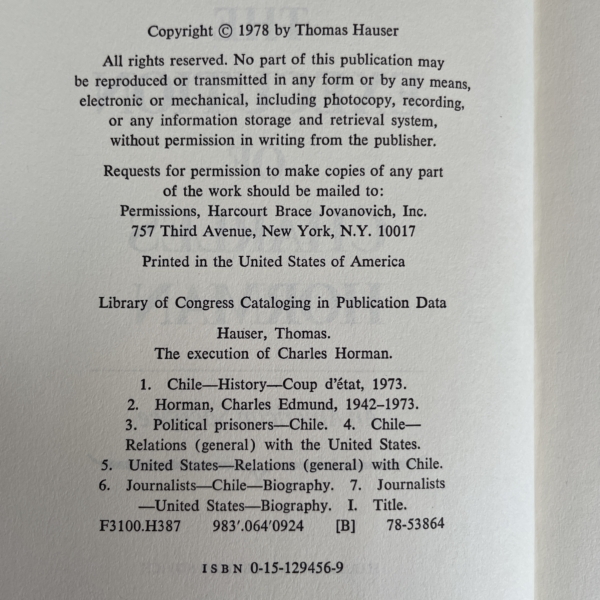 Copyright © 1978 by Thomas Hauser
All rights reserved. No part of this publication may
be reproduced or transmitted in any form or by any means,
electronic or mechanical, including photocopy, recording,
or any information storage and retrieval system,
without permission in writing from the publisher.
Requests for permission to make copies of any part
of the work should be mailed to:
Permissions, Harcourt Brace Jovanovich, Inc.
757 Third Avenue, New York, N.Y. 10017
Printed in the United States of America
Library of Congress Cataloging in Publication Data
Hauser, Thomas.
The execution of Charles Horman.
1. Chile—History—Coup d'état, 1973.
2. Horman, Charles Edmund, 1942–1973.
3. Political prisoners—Chile. 4. Chile—
Relations (general) with the United States.
5. United States—Relations (general) with Chile.
6. Journalists—Chile—Biography. 7. Journalists
—United States—Biography. I. Title.
F3100.H387 983'.064'0924 [B] 78-53864
ISBN 0-15-129456-9